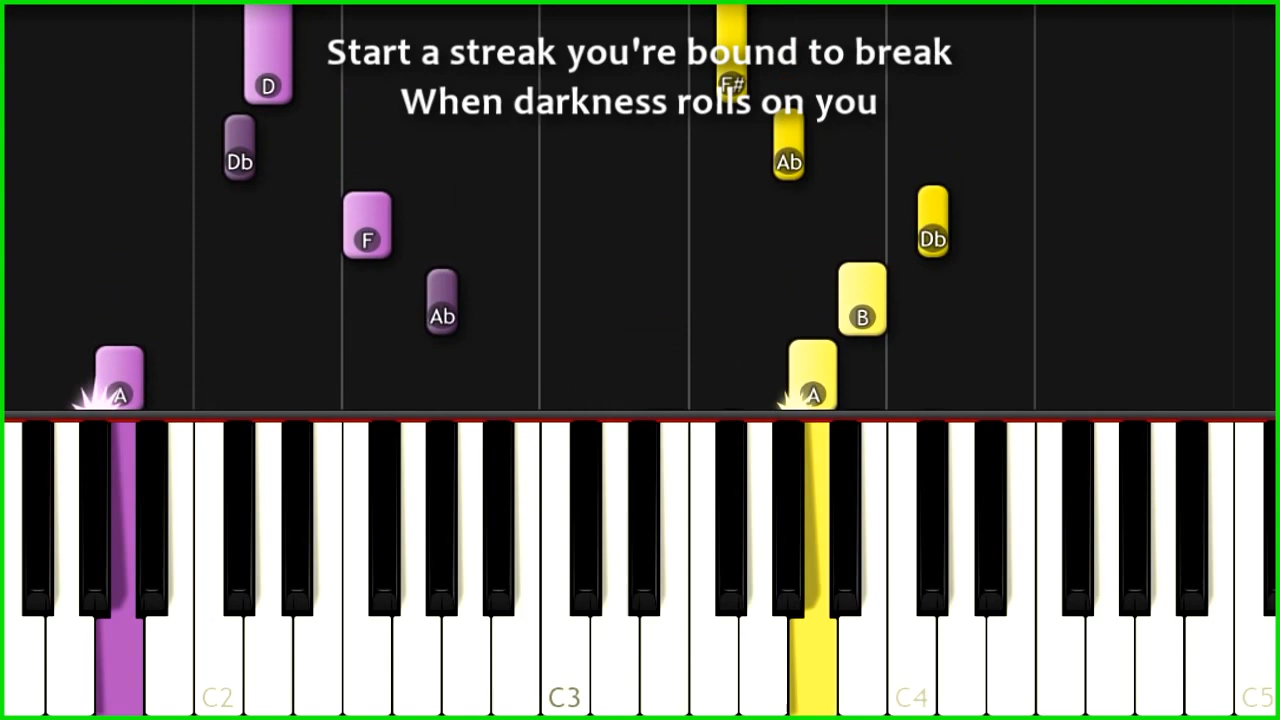 Start a streak you're bound to break
When darkness rolls on you
D
F#
Db
Ab
F
Db
Ab
B
A
A
C2
C3
C4
C5